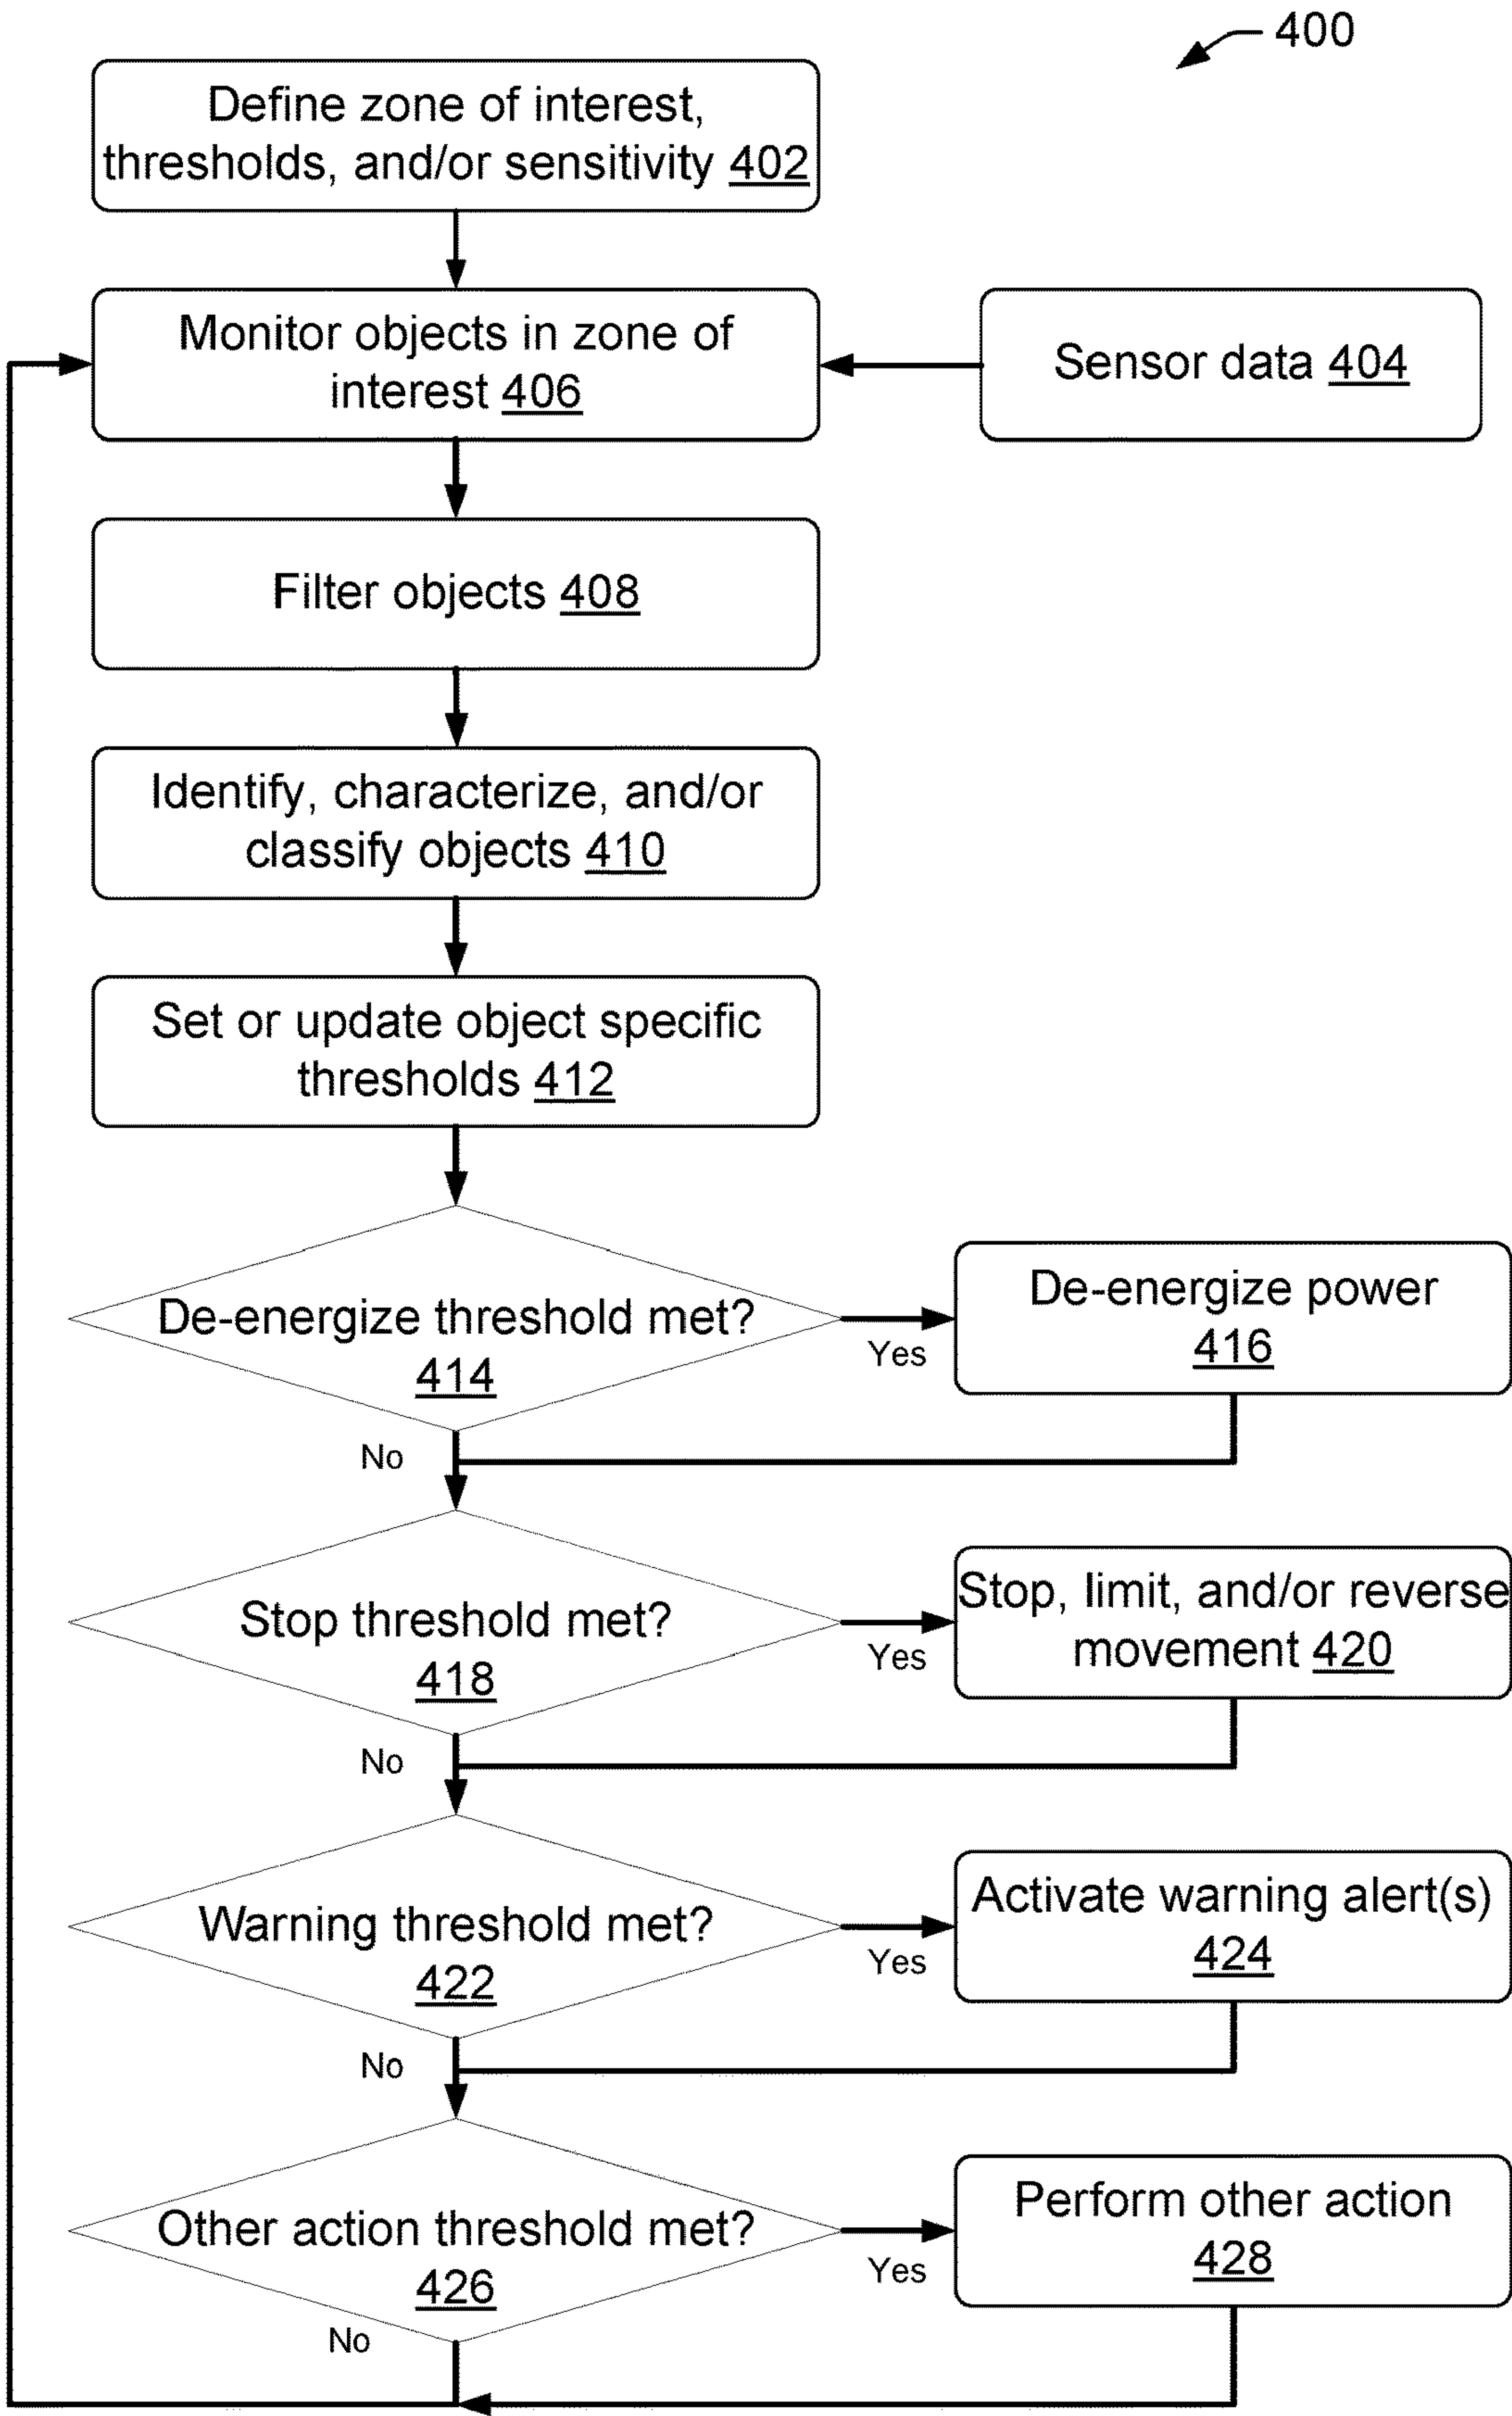 400
Define zone of interest,
thresholds, and/or sensitivity 402
Monitor objects in zone of
interest 406
Sensor data 404
Filter objects 408
Identify, characterize, and/or
classify objects 410
Set or update object specific
thresholds 412
De-energize threshold met?
414
Yes
De-energize power
416
No
Stop threshold met?
418
Yes
Stop, limit, and/or reverse
movement 420
No
Warning threshold met?
422
Yes
Activate warning alert(s)
424
No
Other action threshold met?
426
Yes
Perform other action
428
No